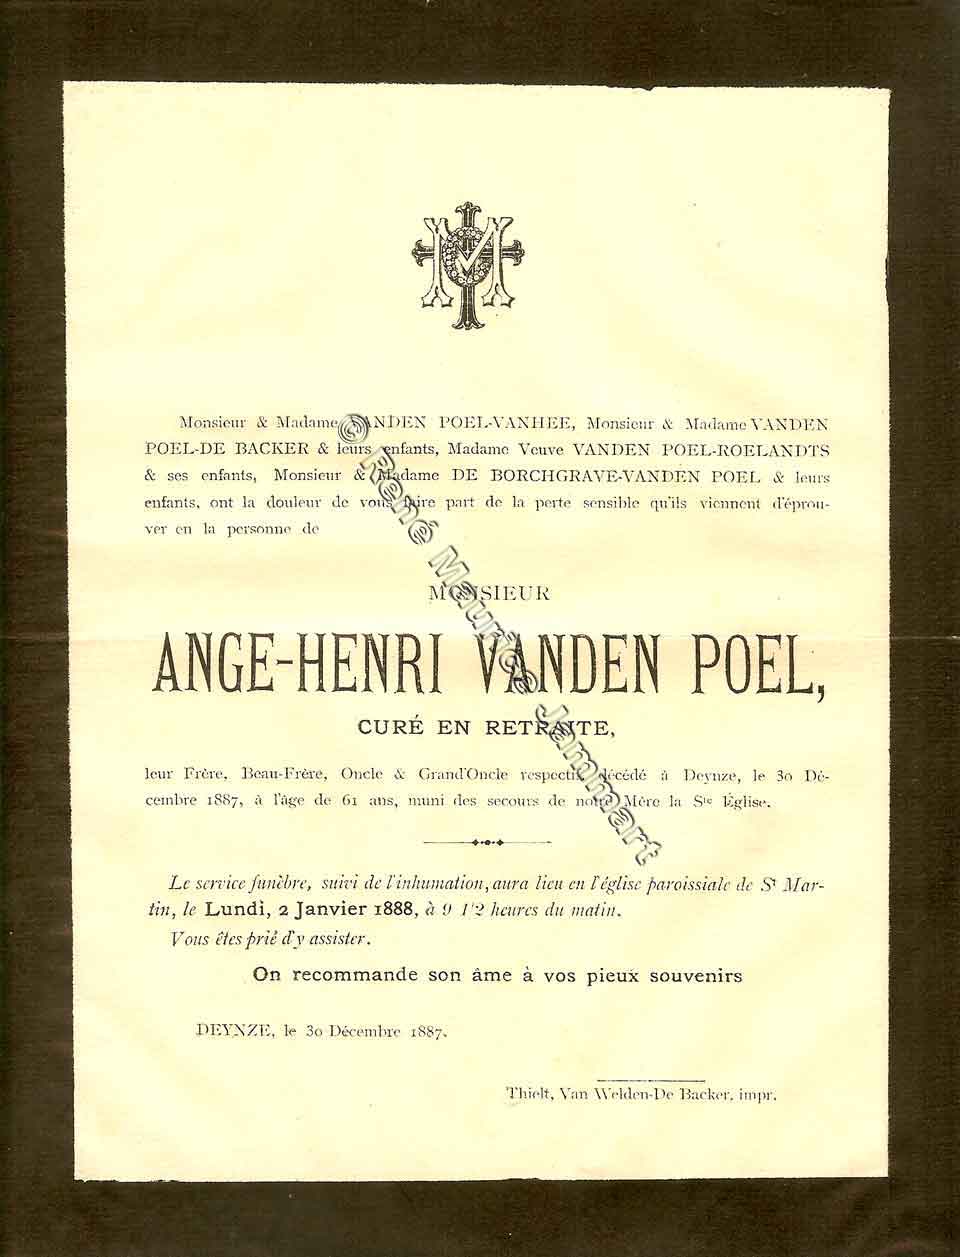 Monsieur & Madame VANDEN POEL-VANHEE, Monsieur & Madame VANDEN
POEL-DE BACKER & leurs enfants, Madame Veuve VANDEN POEL-ROELANDTS
& ses enfants, Monsieur & Madame DE BORCHGRAVE-VANDEN POEL & leurs
enfants, ont la douleur de vous faire part de la perte sensible qu'ils viennent d'éprou-
ver en la personne de
MONSIEUR
ANGE-HENRI VANDEN POEL,
CURÉ EN RETRAITE,
leur Frère, Beau-Frère, Oncle & Grand'Oncle respectif, décédé à Deynze, le 30 Dé-
cembre 1887, à l'âge de 61 ans, muni des secours de notre Mère la Ste Église.
Le service funèbre, suivi de l'inhumation, aura lieu en l'église paroissiale de St Mar-
tin, le Lundi, 2 Janvier 1888, à 9 1/2 heures du matin.
Vous êtes prié d'y assister.
On recommande son âme à vos pieux souvenirs
DEYNZE, le 30 Décembre 1887.
Thielt, Van Welden-De Backer, impr.
© René Maurice Jammart